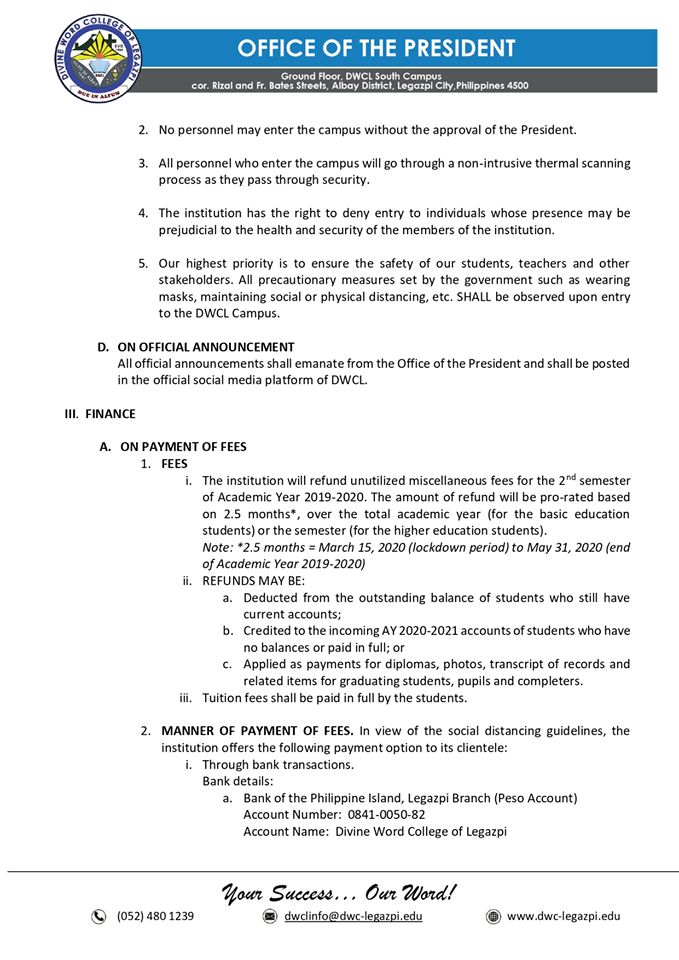 DIVINE WORD COLLEGE OF LEGAZPI
SVD
DUC IN ALTUM
OFFICE OF THE PRESIDENT
Ground Floor, DWCL South Campus
cor. Rizal and Fr. Bates Streets, Albay District, Legazpi City,Philippines 4500
2. No personnel may enter the campus without the approval of the President.
3. All personnel who enter the campus will go through a non-intrusive thermal scanning
process as they pass through security.
4. The institution has the right to deny entry to individuals whose presence may be
prejudicial to the health and security of the members of the institution.
5. Our highest priority is to ensure the safety of our students, teachers and other
stakeholders. All precautionary measures set by the government such as wearing
masks, maintaining social or physical distancing, etc. SHALL be observed upon entry
to the DWCL Campus.
D. ON OFFICIAL ANNOUNCEMENT
All official announcements shall emanate from the Office of the President and shall be posted
in the official social media platform of DWCL.
III. FINANCE
A. ON PAYMENT OF FEES
1. FEES
i. The institution will refund unutilized miscellaneous fees for the 2nd semester
of Academic Year 2019-2020. The amount of refund will be pro-rated based
on 2.5 months*, over the total academic year (for the basic education
students) or the semester (for the higher education students).
Note: *2.5 months = March 15, 2020 (lockdown period) to May 31, 2020 (end
of Academic Year 2019-2020)
ii. REFUNDS MAY BE:
a. Deducted from the outstanding balance of students who still have
current accounts;
b. Credited to the incoming AY 2020-2021 accounts of students who have
no balances or paid in full; or
c. Applied as payments for diplomas, photos, transcript of records and
related items for graduating students, pupils and completers.
iii. Tuition fees shall be paid in full by the students.
2. MANNER OF PAYMENT OF FEES. In view of the social distancing guidelines, the
institution offers the following payment option to its clientele:
i. Through bank transactions.
Bank details:
a. Bank of the Philippine Island, Legazpi Branch (Peso Account)
Account Number: 0841-0050-82
Account Name: Divine Word College of Legazpi
Your Success... Our Word!
(052) 480 1239
dwclinfo@dwc-legazpi.edu
www.dwc-legazpi.edu